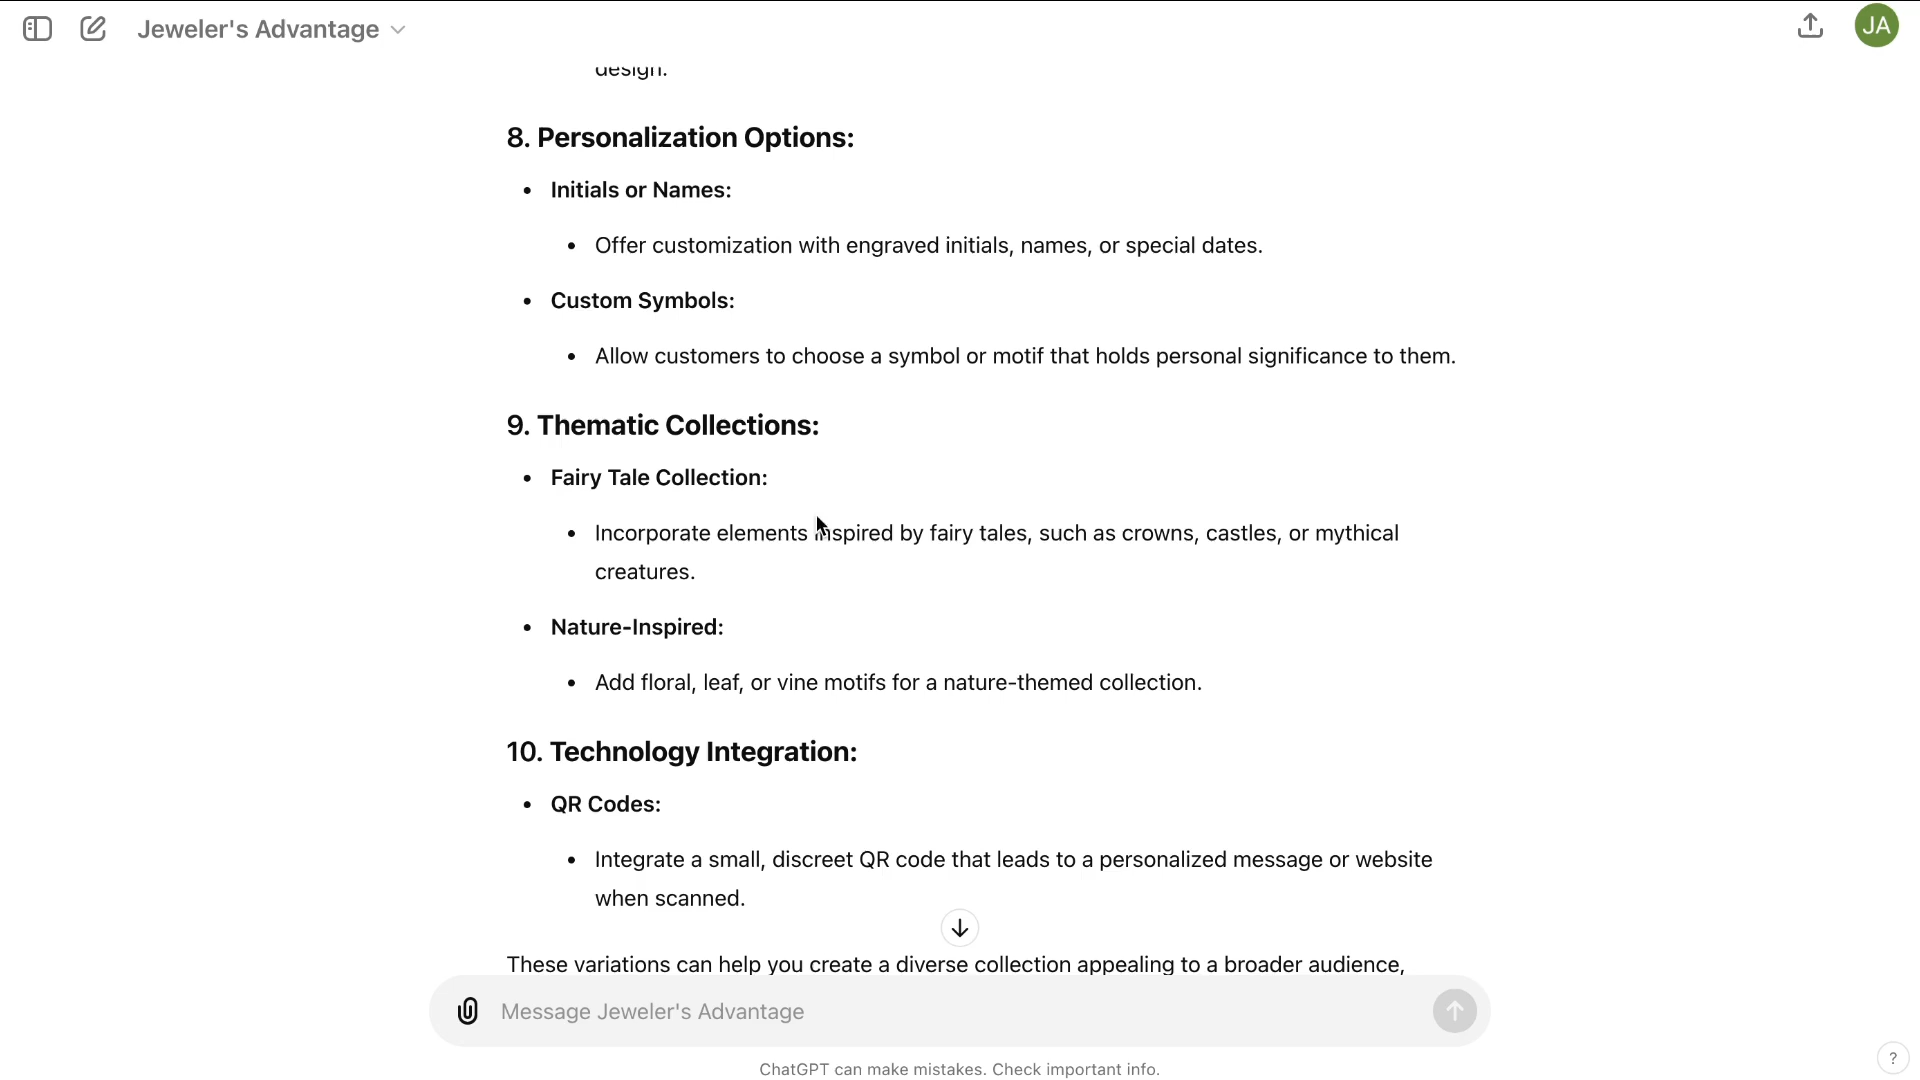 Jeweler's Advantage
JA
design.
8. Personalization Options:
• Initials or Names:
• Offer customization with engraved initials, names, or special dates.
• Custom Symbols:
• Allow customers to choose a symbol or motif that holds personal significance to them.
9. Thematic Collections:
• Fairy Tale Collection:
• Incorporate elements inspired by fairy tales, such as crowns, castles, or mythical
creatures.
• Nature-Inspired:
• Add floral, leaf, or vine motifs for a nature-themed collection.
10. Technology Integration:
• QR Codes:
• Integrate a small, discreet QR code that leads to a personalized message or website
when scanned.
These variations can help you create a diverse collection appealing to a broader audience,
Message Jeweler's Advantage
ChatGPT can make mistakes. Check important info.
?